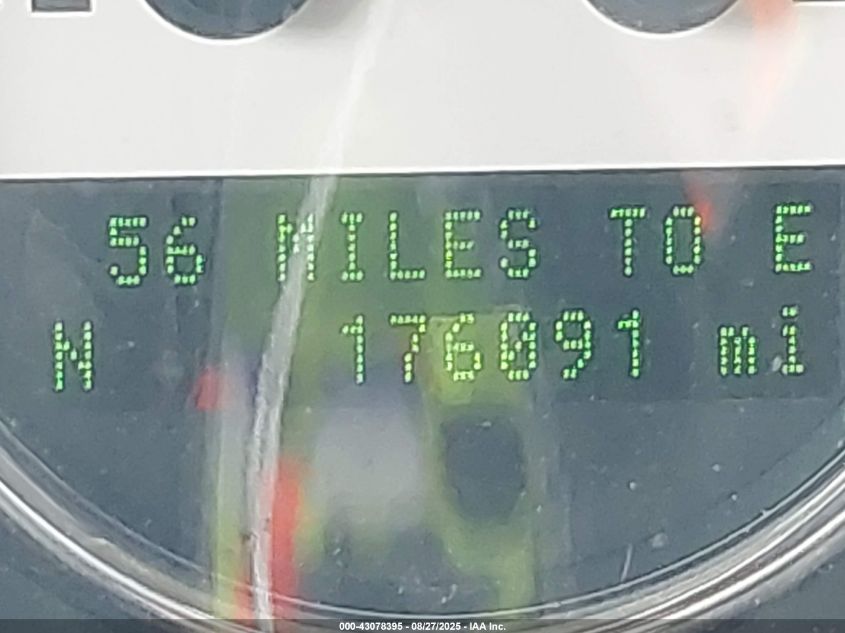 56 MILES TO E
N 176091 mi
000-43078395 - 08/27/2025 - IAA Inc.